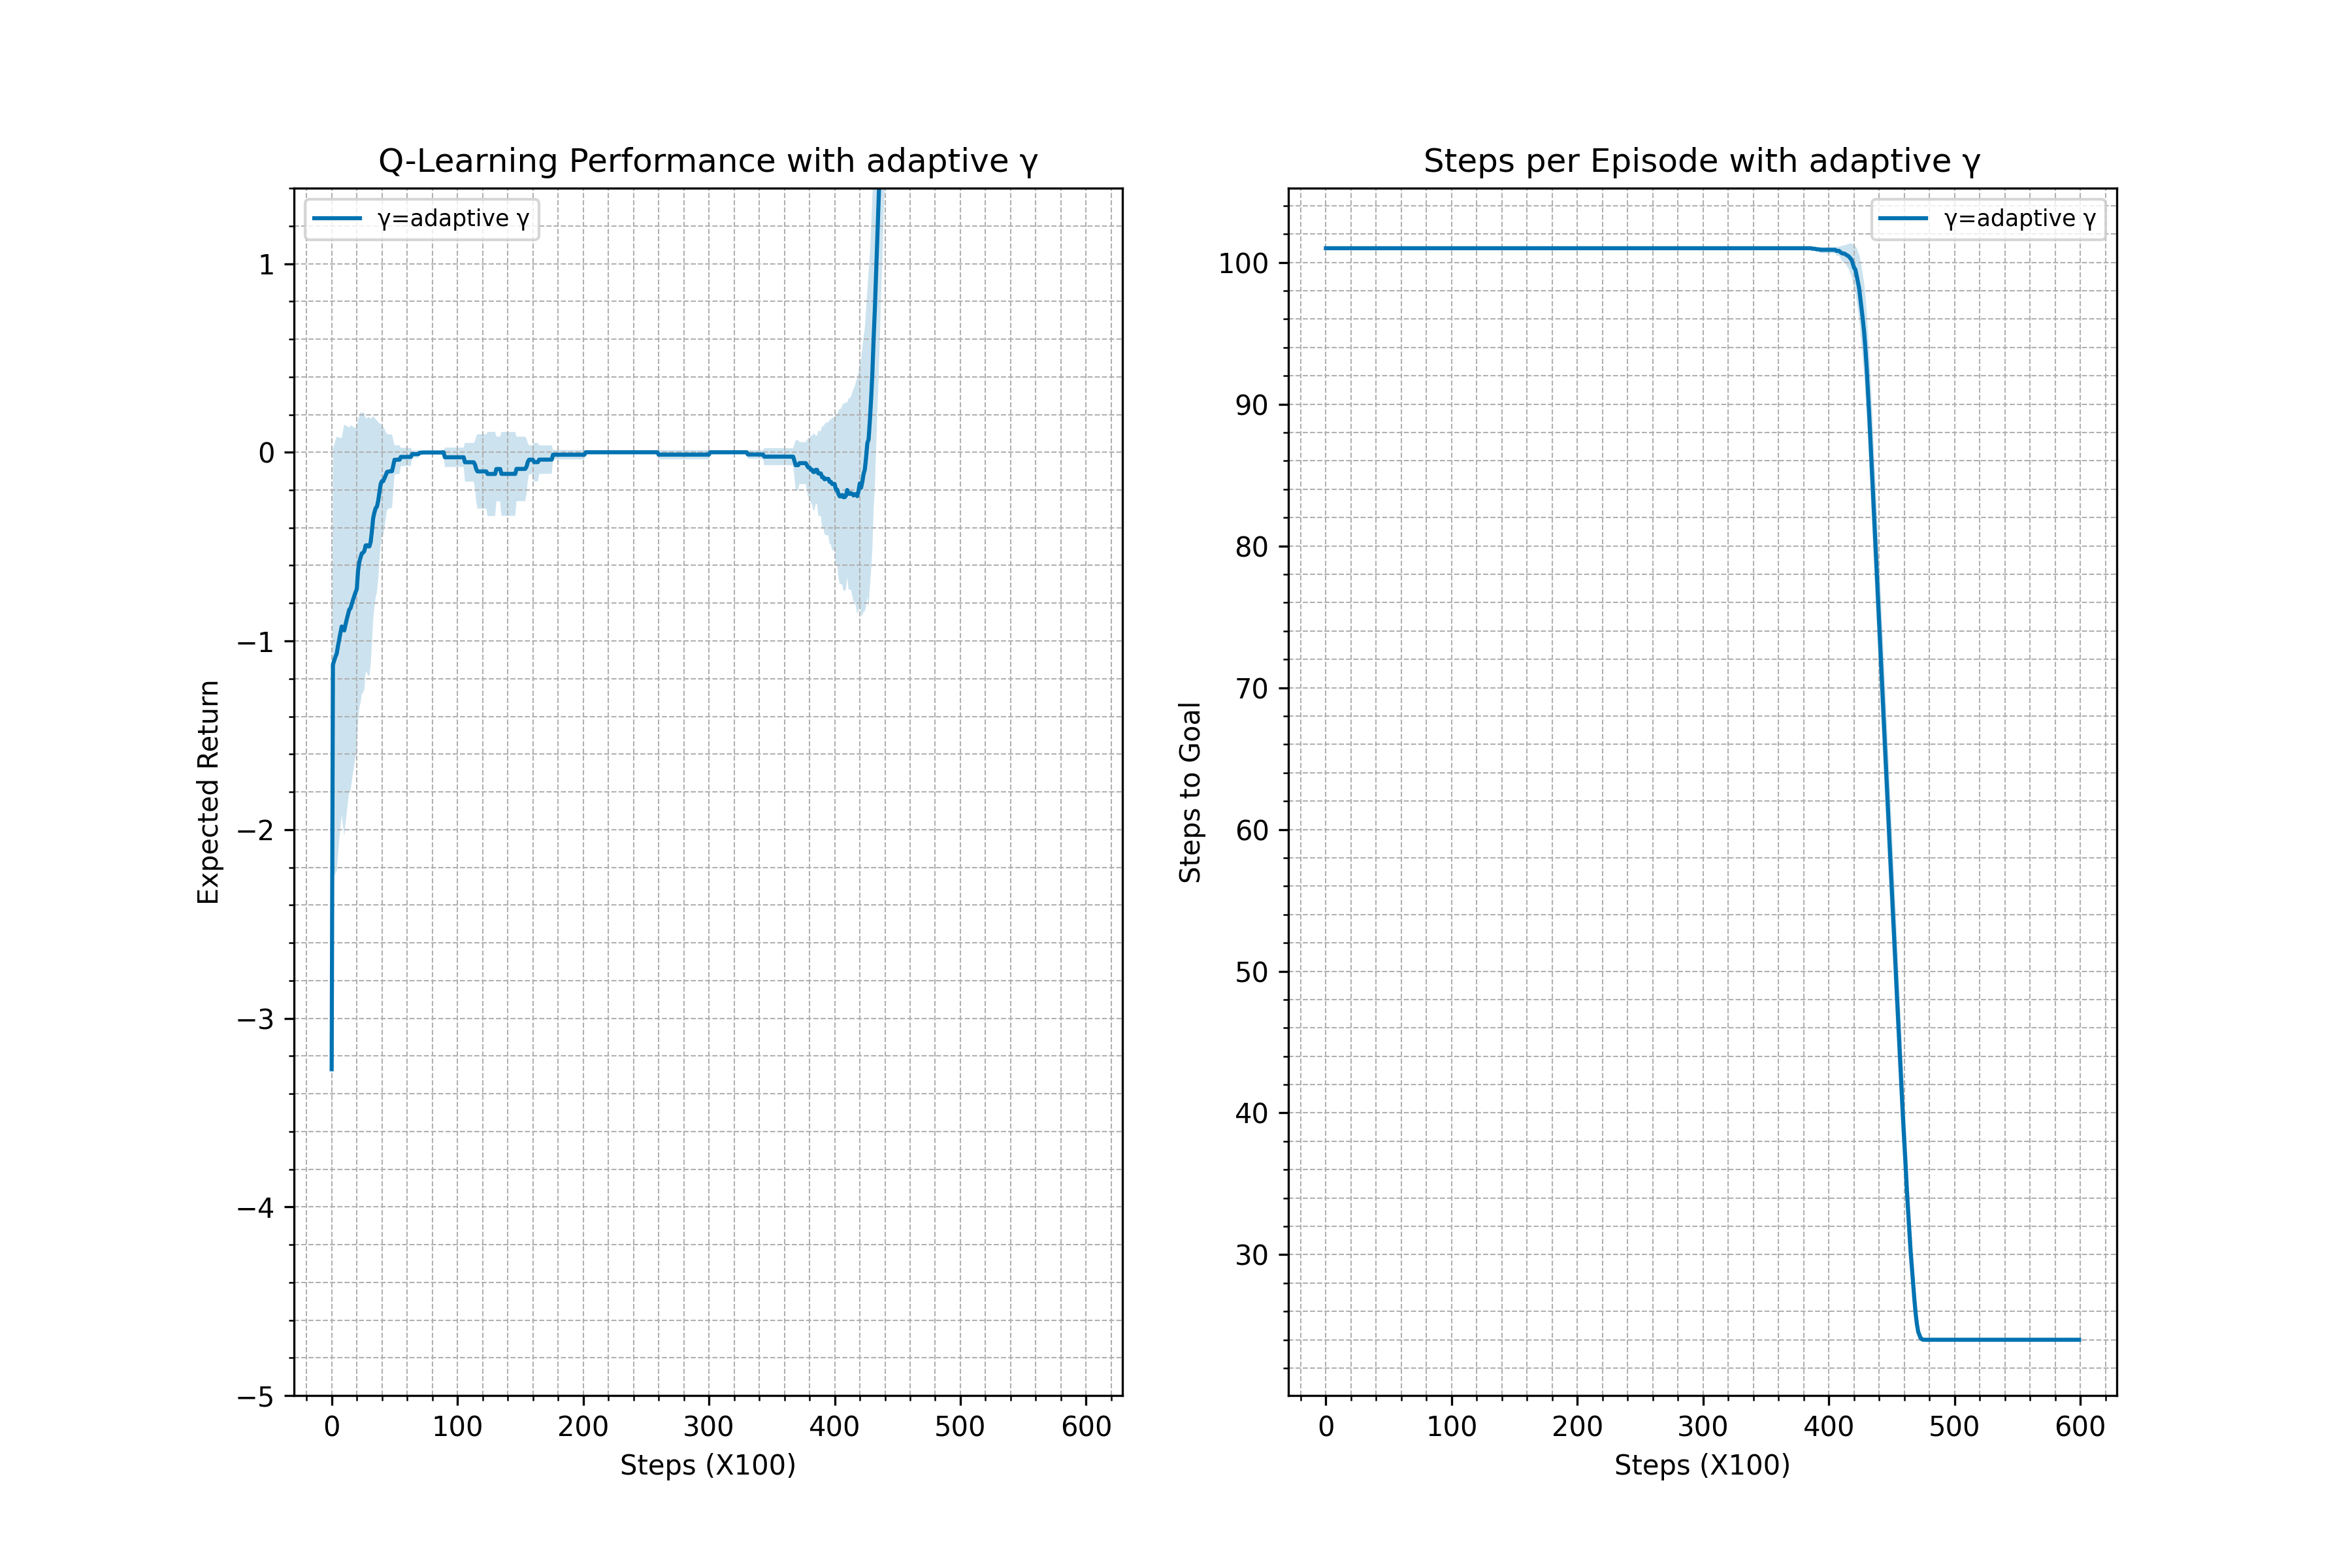 Q-Learning Performance with adaptive γ
γ=adaptive γ
Expected Return
1
0
−1
−2
−3
−4
−5
0 100 200 300 400 500 600
Steps (X100)
Steps per Episode with adaptive γ
γ=adaptive γ
Steps to Goal
100
90
80
70
60
50
40
30
0 100 200 300 400 500 600
Steps (X100)